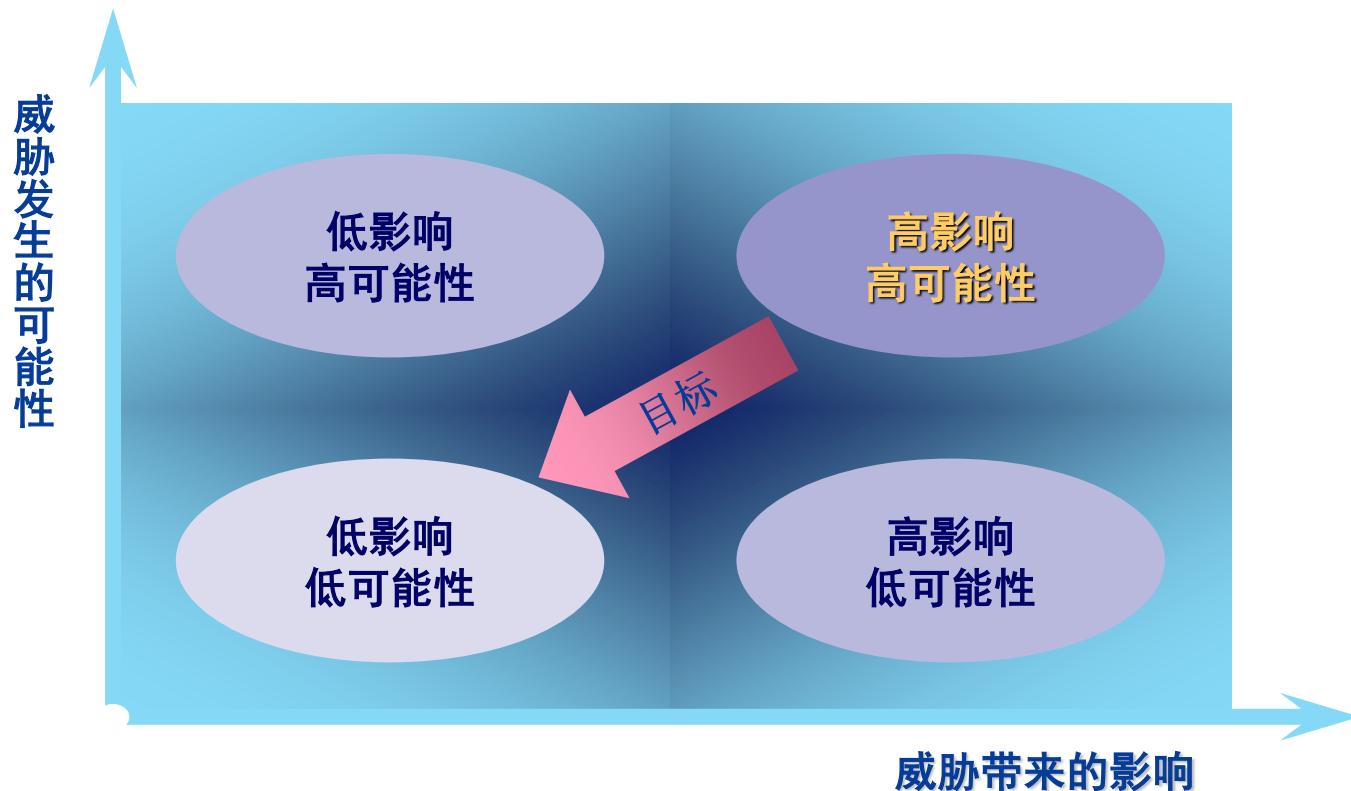 威胁发生的可能性
低影响
高可能性
高影响
高可能性
目标
低影响
低可能性
高影响
低可能性
威胁带来的影响